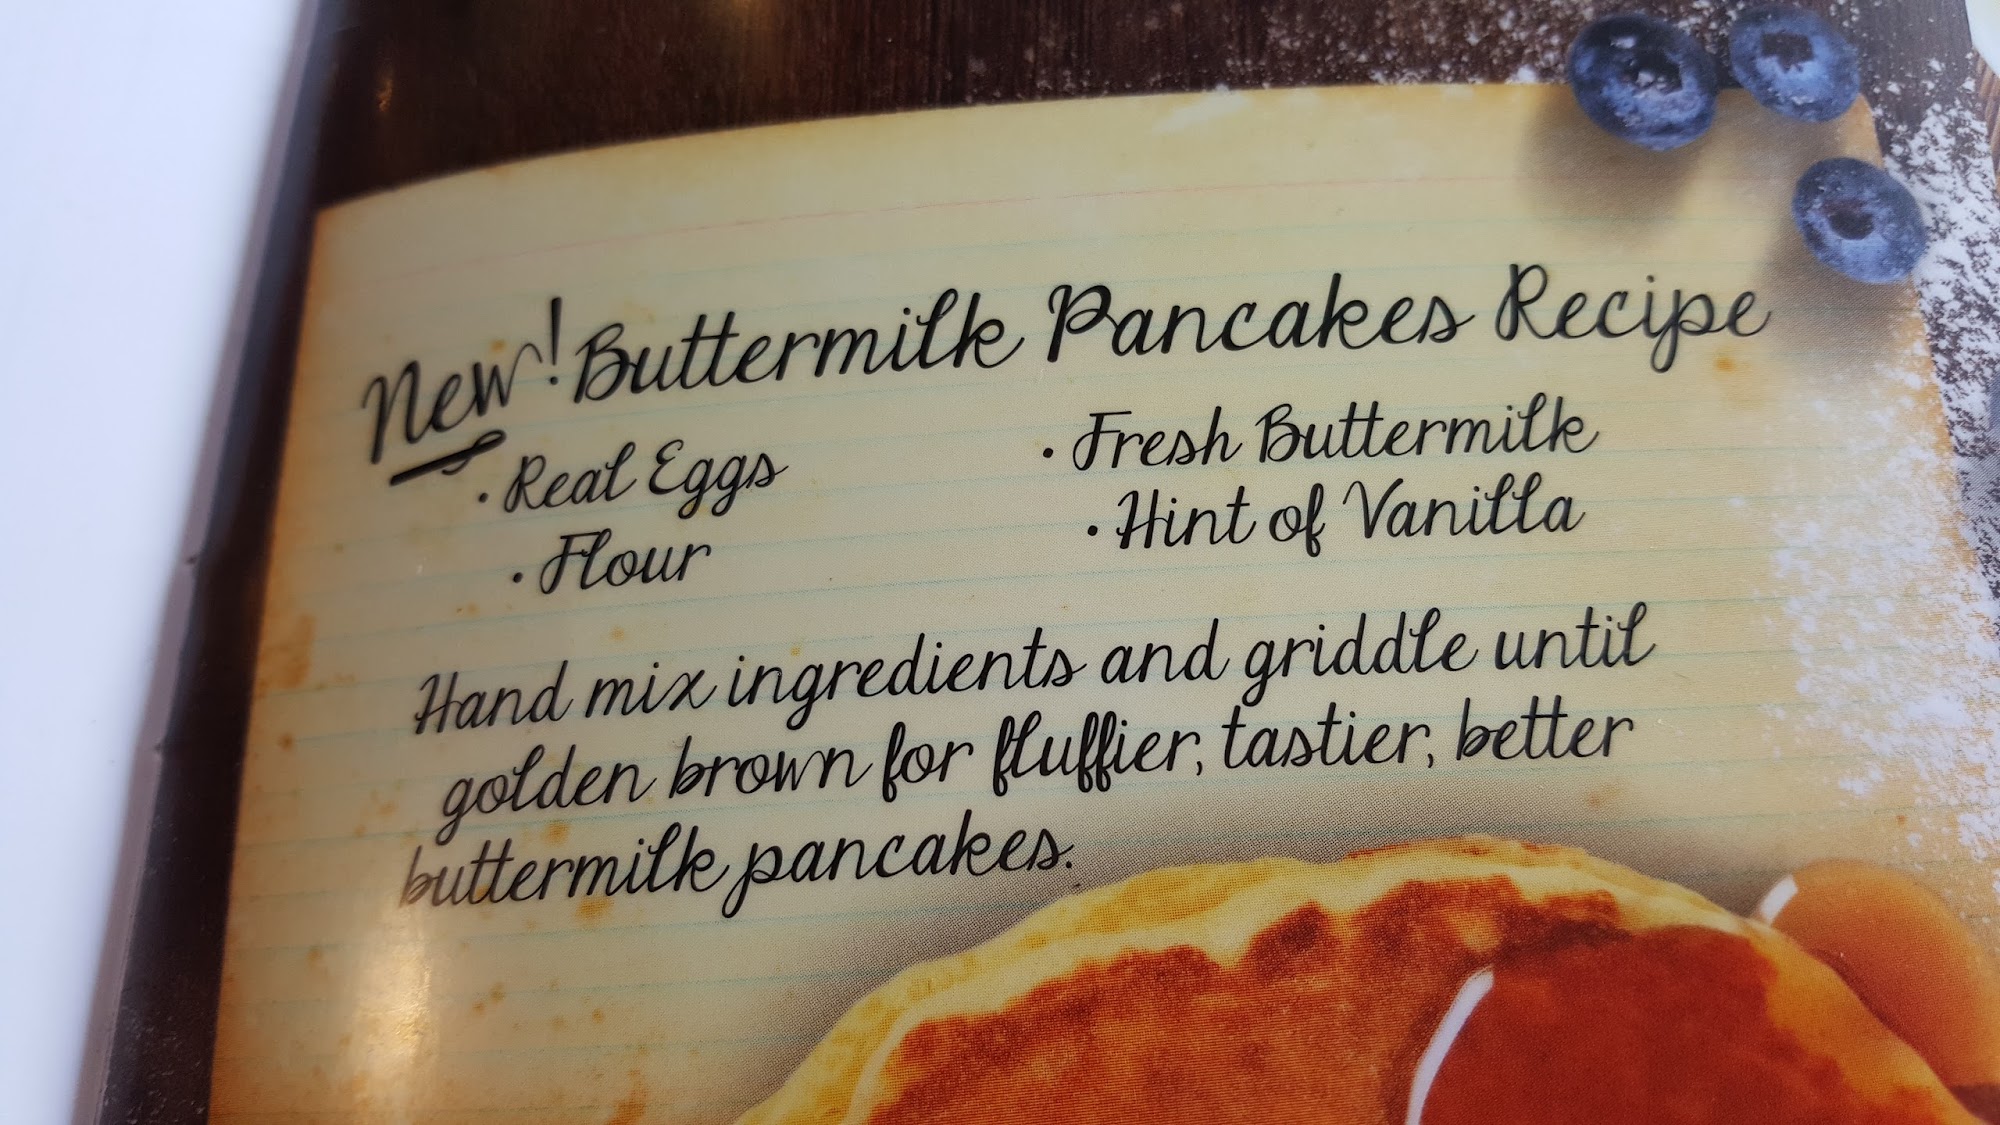 New! Buttermilk Pancakes Recipe
• Real Eggs
• Flour
• Fresh Buttermilk
• Hint of Vanilla
Hand mix ingredients and griddle until
golden brown for fluffier, tastier, better
buttermilk pancakes.